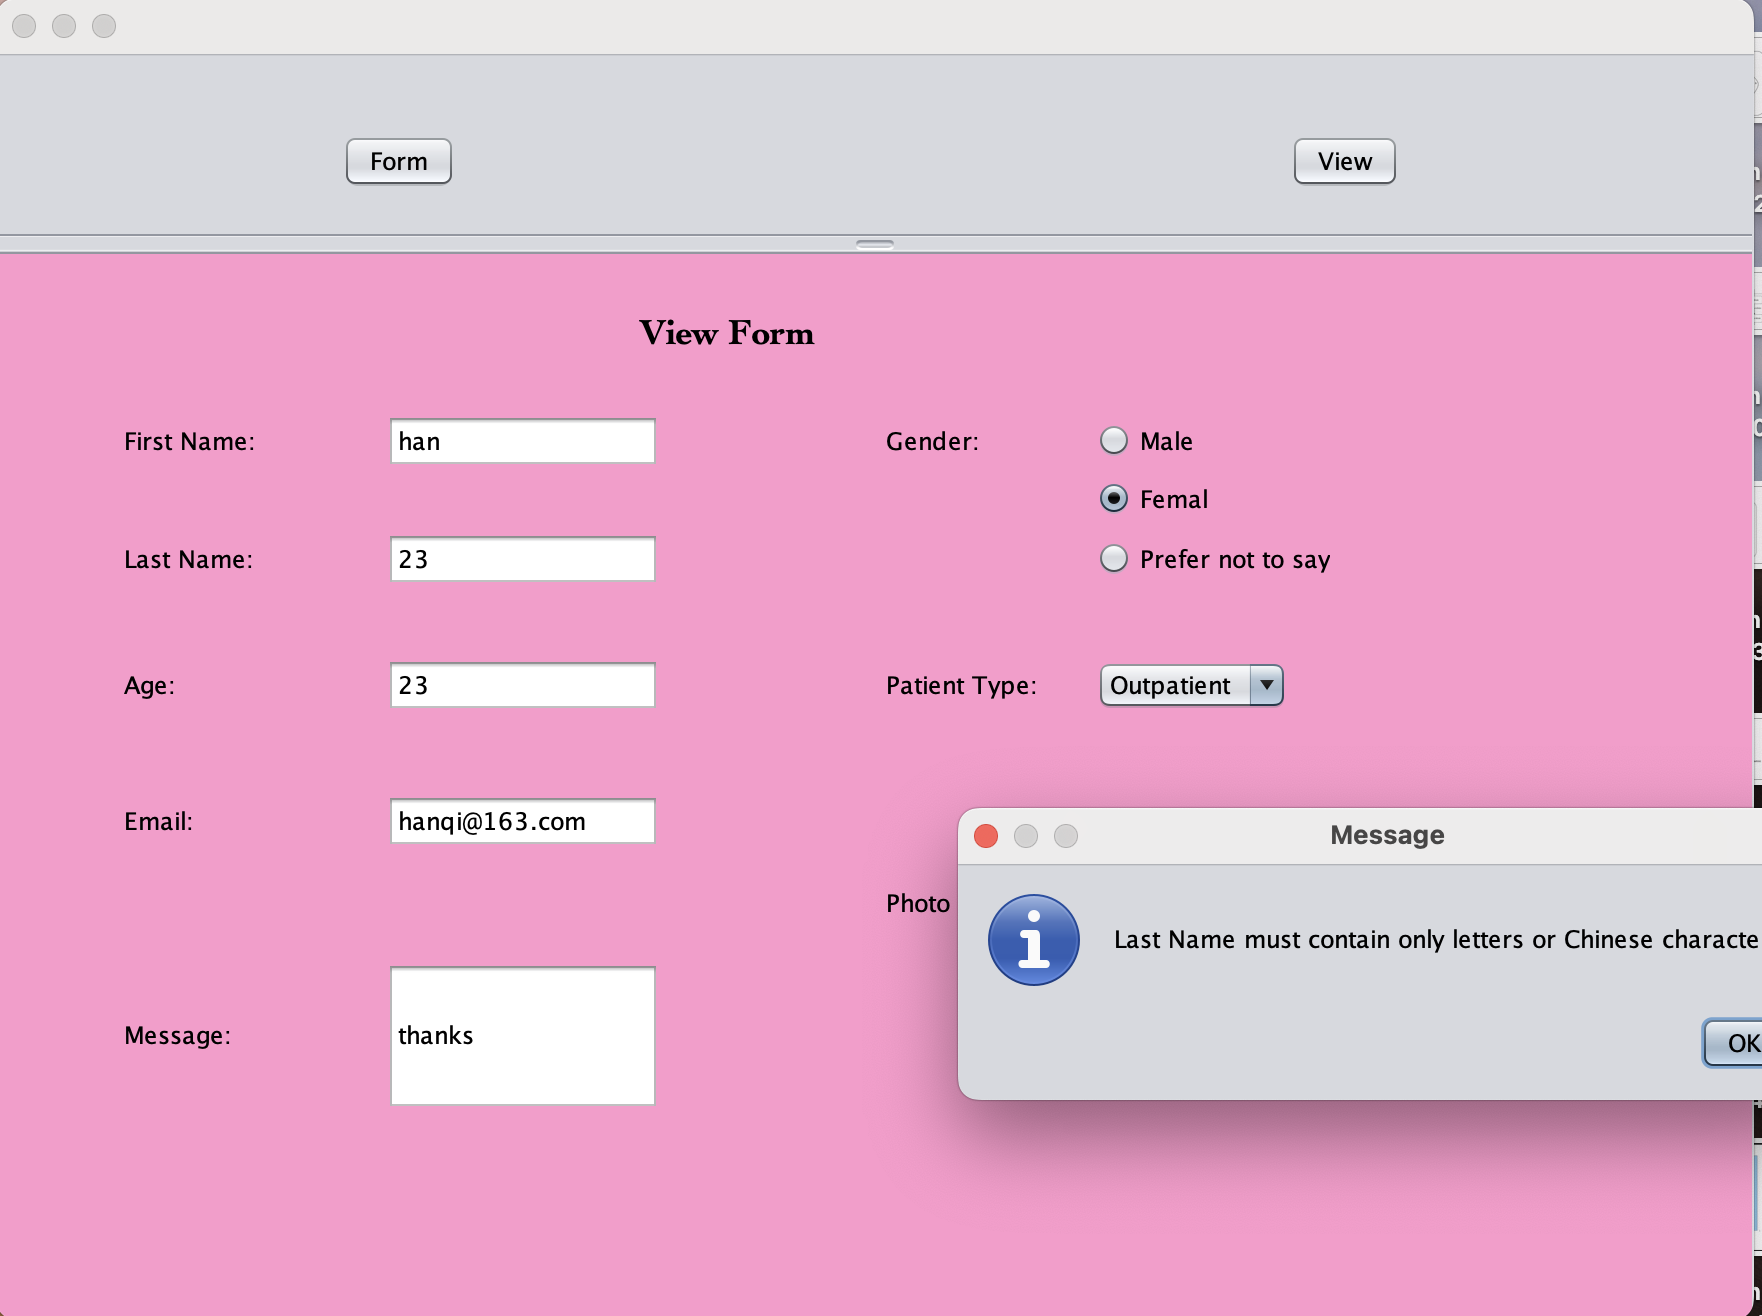 Form
View
View Form
First Name:
han
Gender:
Male
Femal
Last Name:
23
Prefer not to say
Age:
23
Patient Type:
Outpatient
Email:
hanqi@163.com
Message
Photo
Last Name must contain only letters or Chinese characte
Message:
thanks
OK